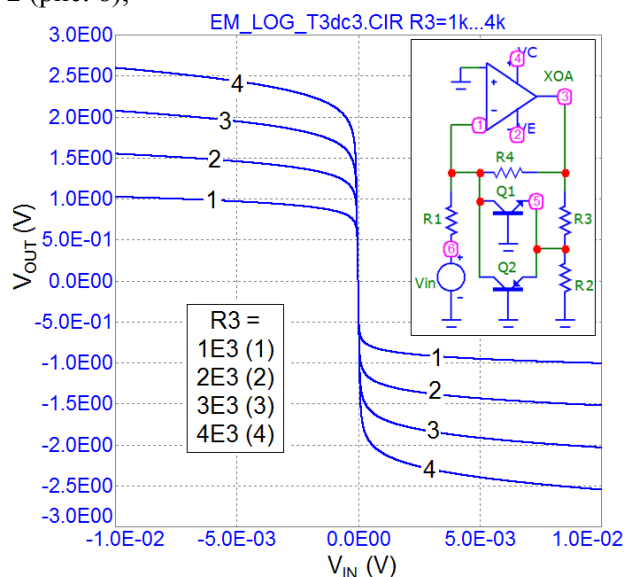 2 (рис. 6),
EM_LOG_T3dc3.CIR R3=1k...4k
3.0E00
2.5E00
2.0E00
1.5E00
1.0E00
5.0E-01
0.0E00
-5.0E-01
-1.0E00
-1.5E00
-2.0E00
-2.5E00
-3.0E00
V_OUT (V)
4
3
2
1
R3 =
1E3 (1)
2E3 (2)
3E3 (3)
4E3 (4)
1
2
3
4
VC
4
XOA
3
1
2
VE
R4
Q1
5
R1
R3
6
Q2
R2
Vin
-1.0E-02
-5.0E-03
0.0E00
5.0E-03
1.0E-02
V_IN (V)